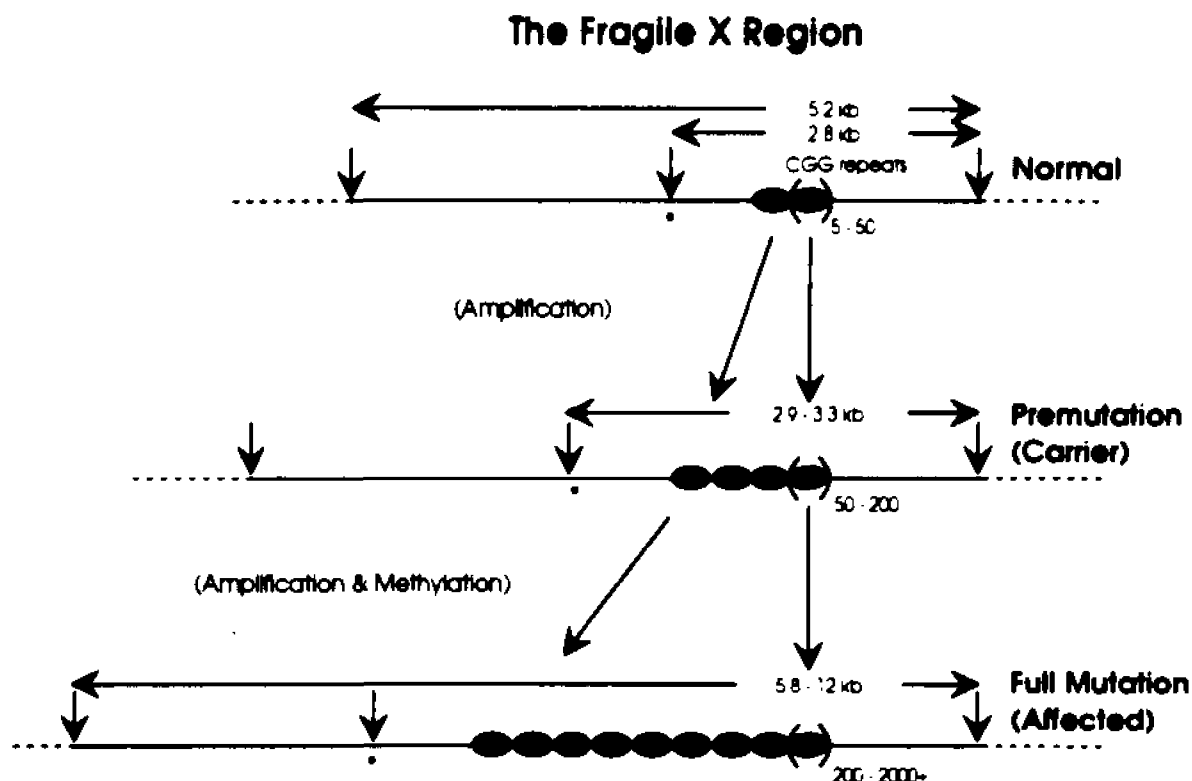 The Fragile X Region
5.2 kb
2.8 kb
CGG repeats
Normal
5 - 50
(Amplification)
2.9 - 3.3 kb
Premutation
(Carrier)
50 - 200
(Amplification & Methylation)
5.8 - 12 kb
Full Mutation
(Affected)
200 - 2000+